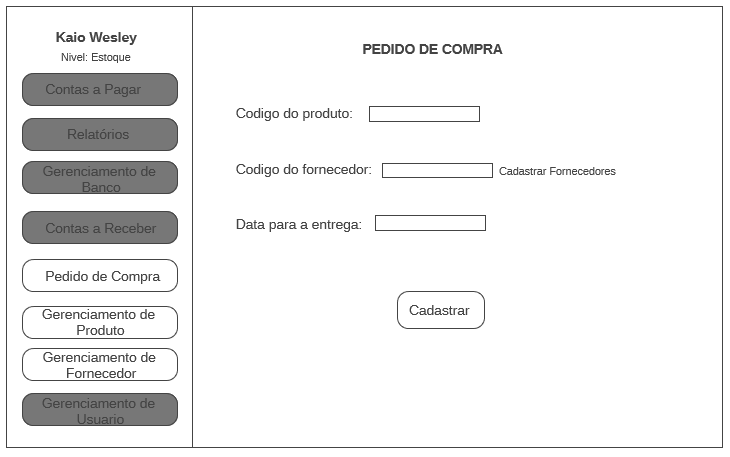 Kaio Wesley
Nivel: Estoque
Contas a Pagar
Relatórios
Gerenciamento de
Banco
Contas a Receber
Pedido de Compra
Gerenciamento de
Produto
Gerenciamento de
Fornecedor
Gerenciamento de
Usuario
PEDIDO DE COMPRA
Codigo do produto:
Codigo do fornecedor:
Cadastrar Fornecedores
Data para a entrega:
Cadastrar